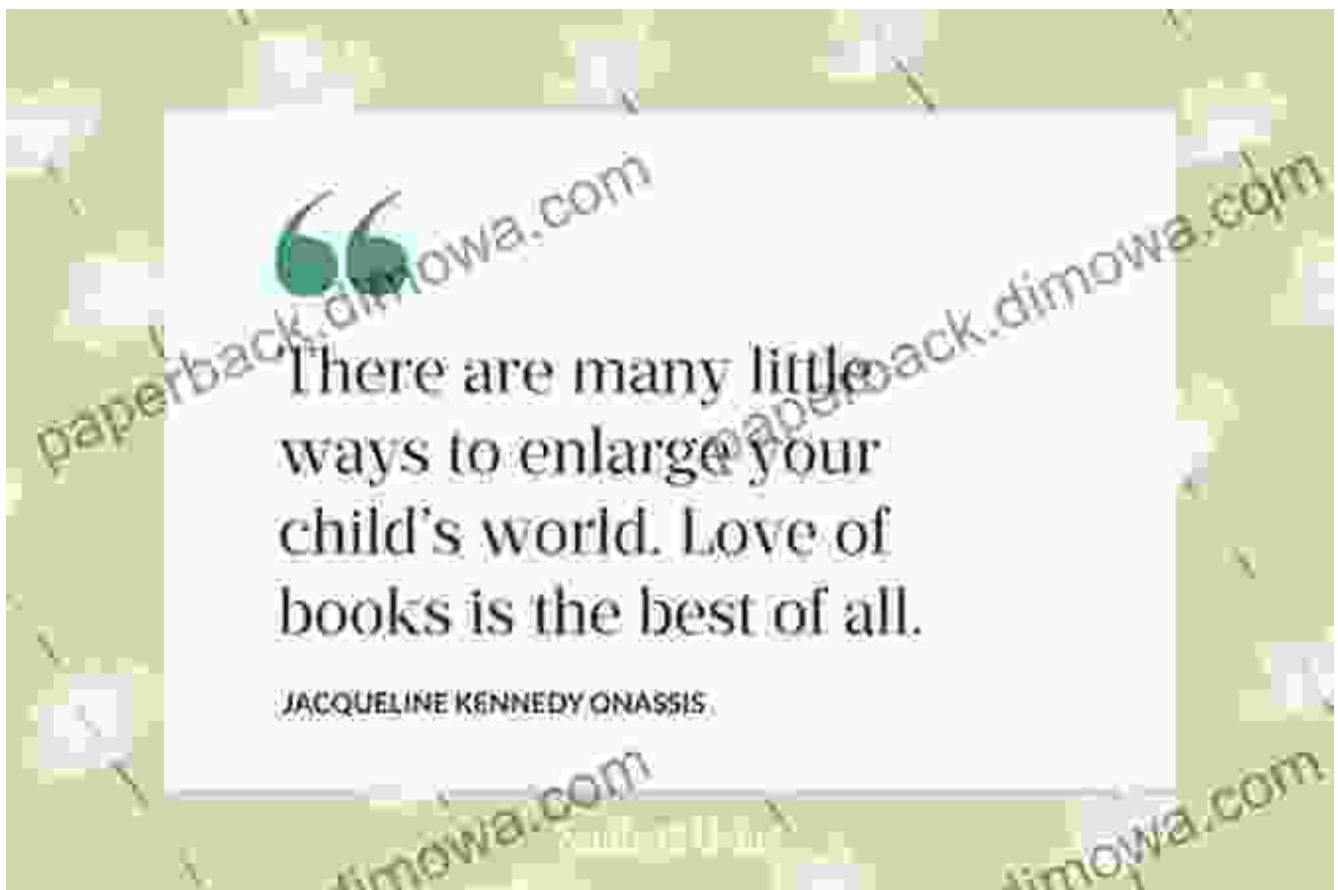 There are many little
ways to enlarge your
child's world. Love of
books is the best of all.
JACQUELINE KENNEDY ONASSIS
paperback.dimowa.com
paperback.dimowa.com
dimowa.com
dimowa.com